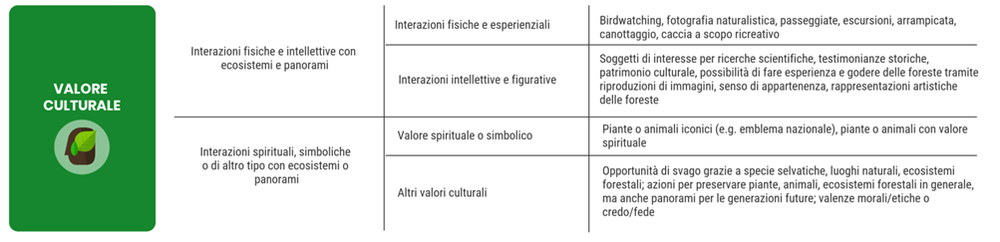 VALORE
CULTURALE
Interazioni fisiche e intellettive con
ecosistemi e panorami
Interazioni fisiche e esperienziali
Birdwatching, fotografia naturalistica, passeggiate, escursioni, arrampicata,
canottaggio, caccia a scopo ricreativo
Interazioni intellettive e figurative
Soggetti di interesse per ricerche scientifiche, testimonianze storiche,
patrimonio culturale, possibilità di fare esperienza e godere delle foreste tramite
riproduzioni di immagini, senso di appartenenza, rappresentazioni artistiche
delle foreste
Interazioni spirituali, simboliche
o di altro tipo con ecosistemi o
panorami
Valore spirituale o simbolico
Piante o animali iconici (e.g. emblema nazionale), piante o animali con valore
spirituale
Altri valori culturali
Opportunità di svago grazie a specie selvatiche, luoghi naturali, ecosistemi
forestali; azioni per preservare piante, animali, ecosistemi forestali in generale,
ma anche panorami per le generazioni future; valenze morali/etiche o
credo/fede